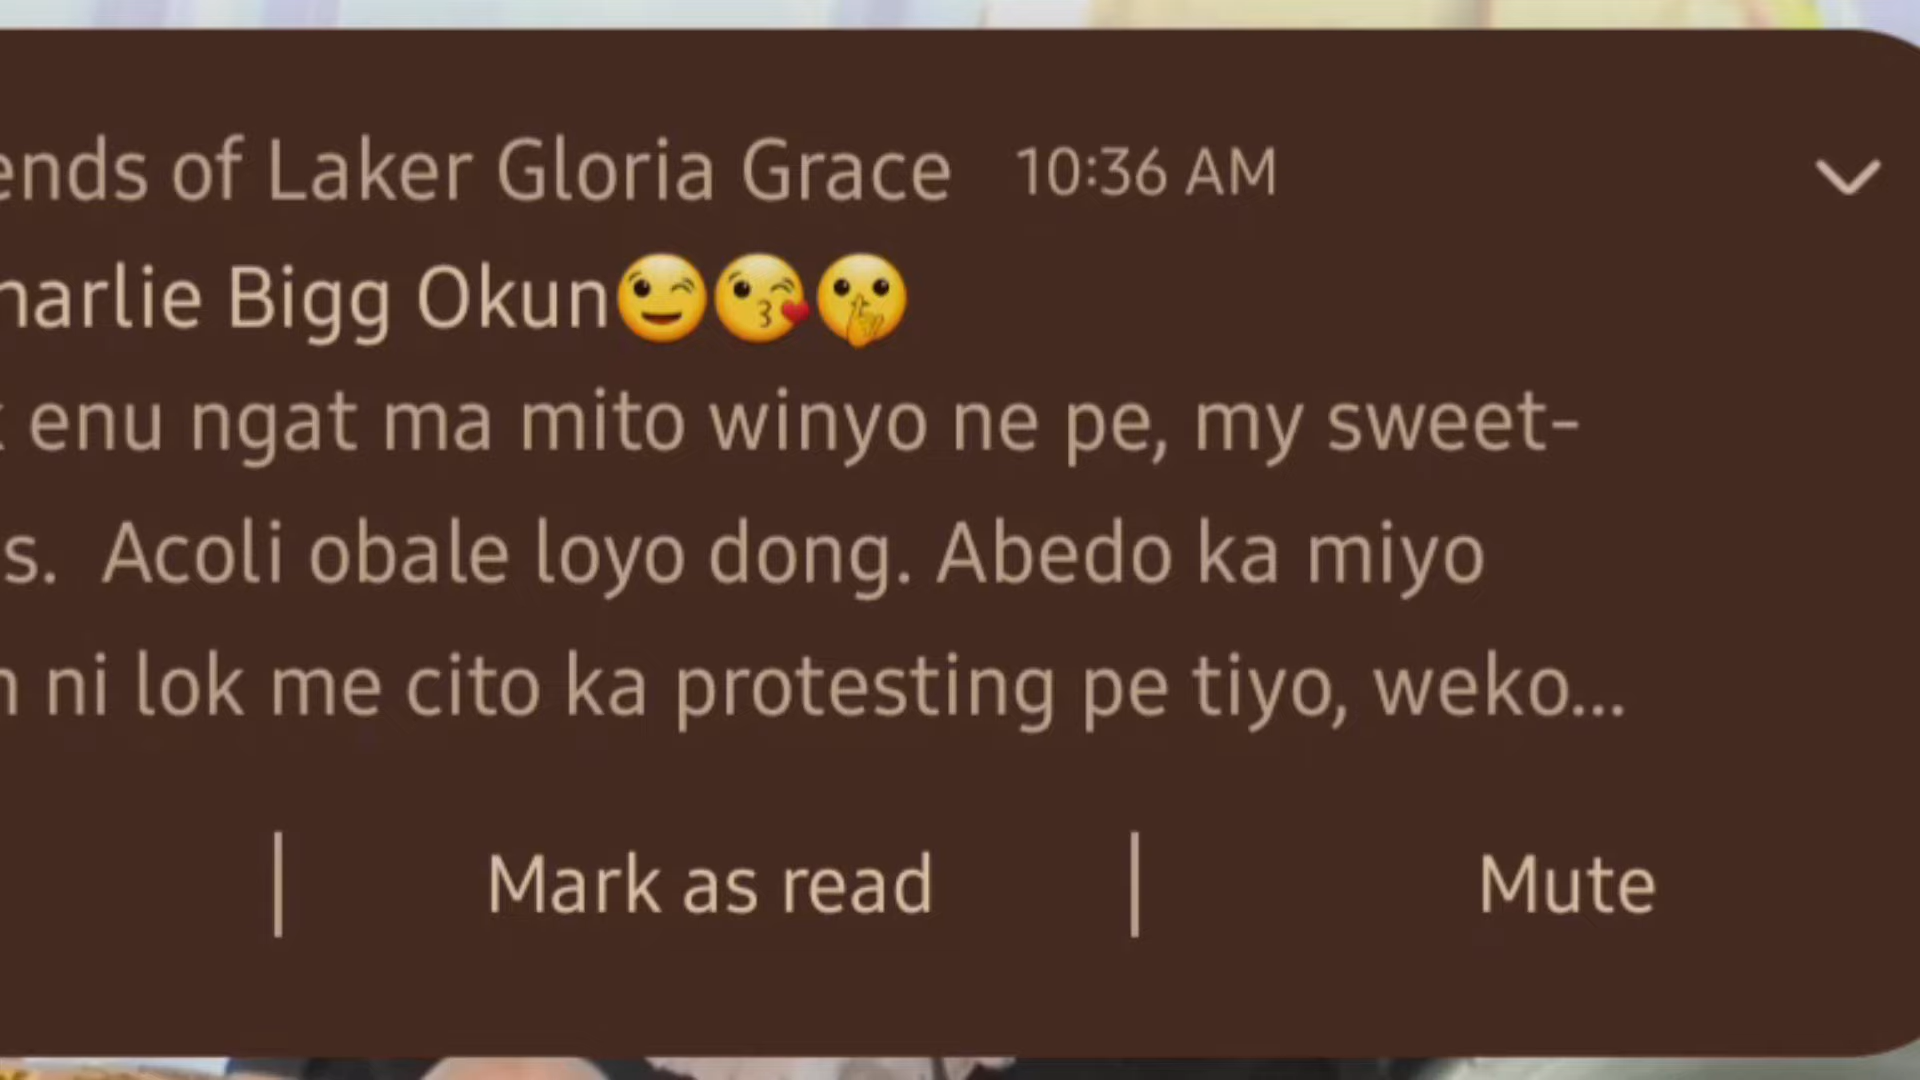 ends of Laker Gloria Grace 10:36 AM
harlie Bigg Okun😉😘🤫
enu ngat ma mito winyo ne pe, my sweet-
s. Acoli obale loyo dong. Abedo ka miyo
ni lok me cito ka protesting pe tiyo, weko...
Mark as read | Mute